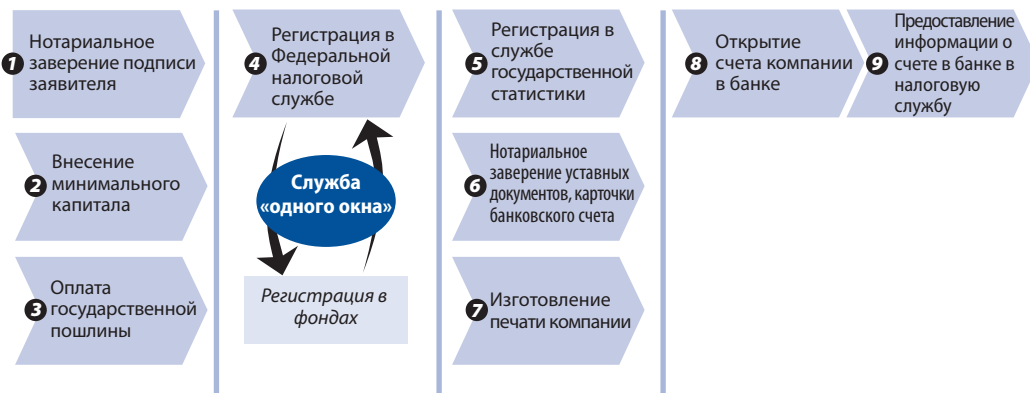 1
Нотариальное
заверение подписи
заявителя
2
Внесение
минимального
капитала
3
Оплата
государственной
пошлины
4
Регистрация в
Федеральной
налоговой
службе
Служба
«одного окна»
Регистрация в
фондах
5
Регистрация в
службе
государственной
статистики
6
Нотариальное
заверение уставных
документов, карточки
банковского счета
7
Изготовление
печати компании
8
Открытие
счета компании
в банке
9
Предоставление
информации о
счете в банке в
налоговую
службу